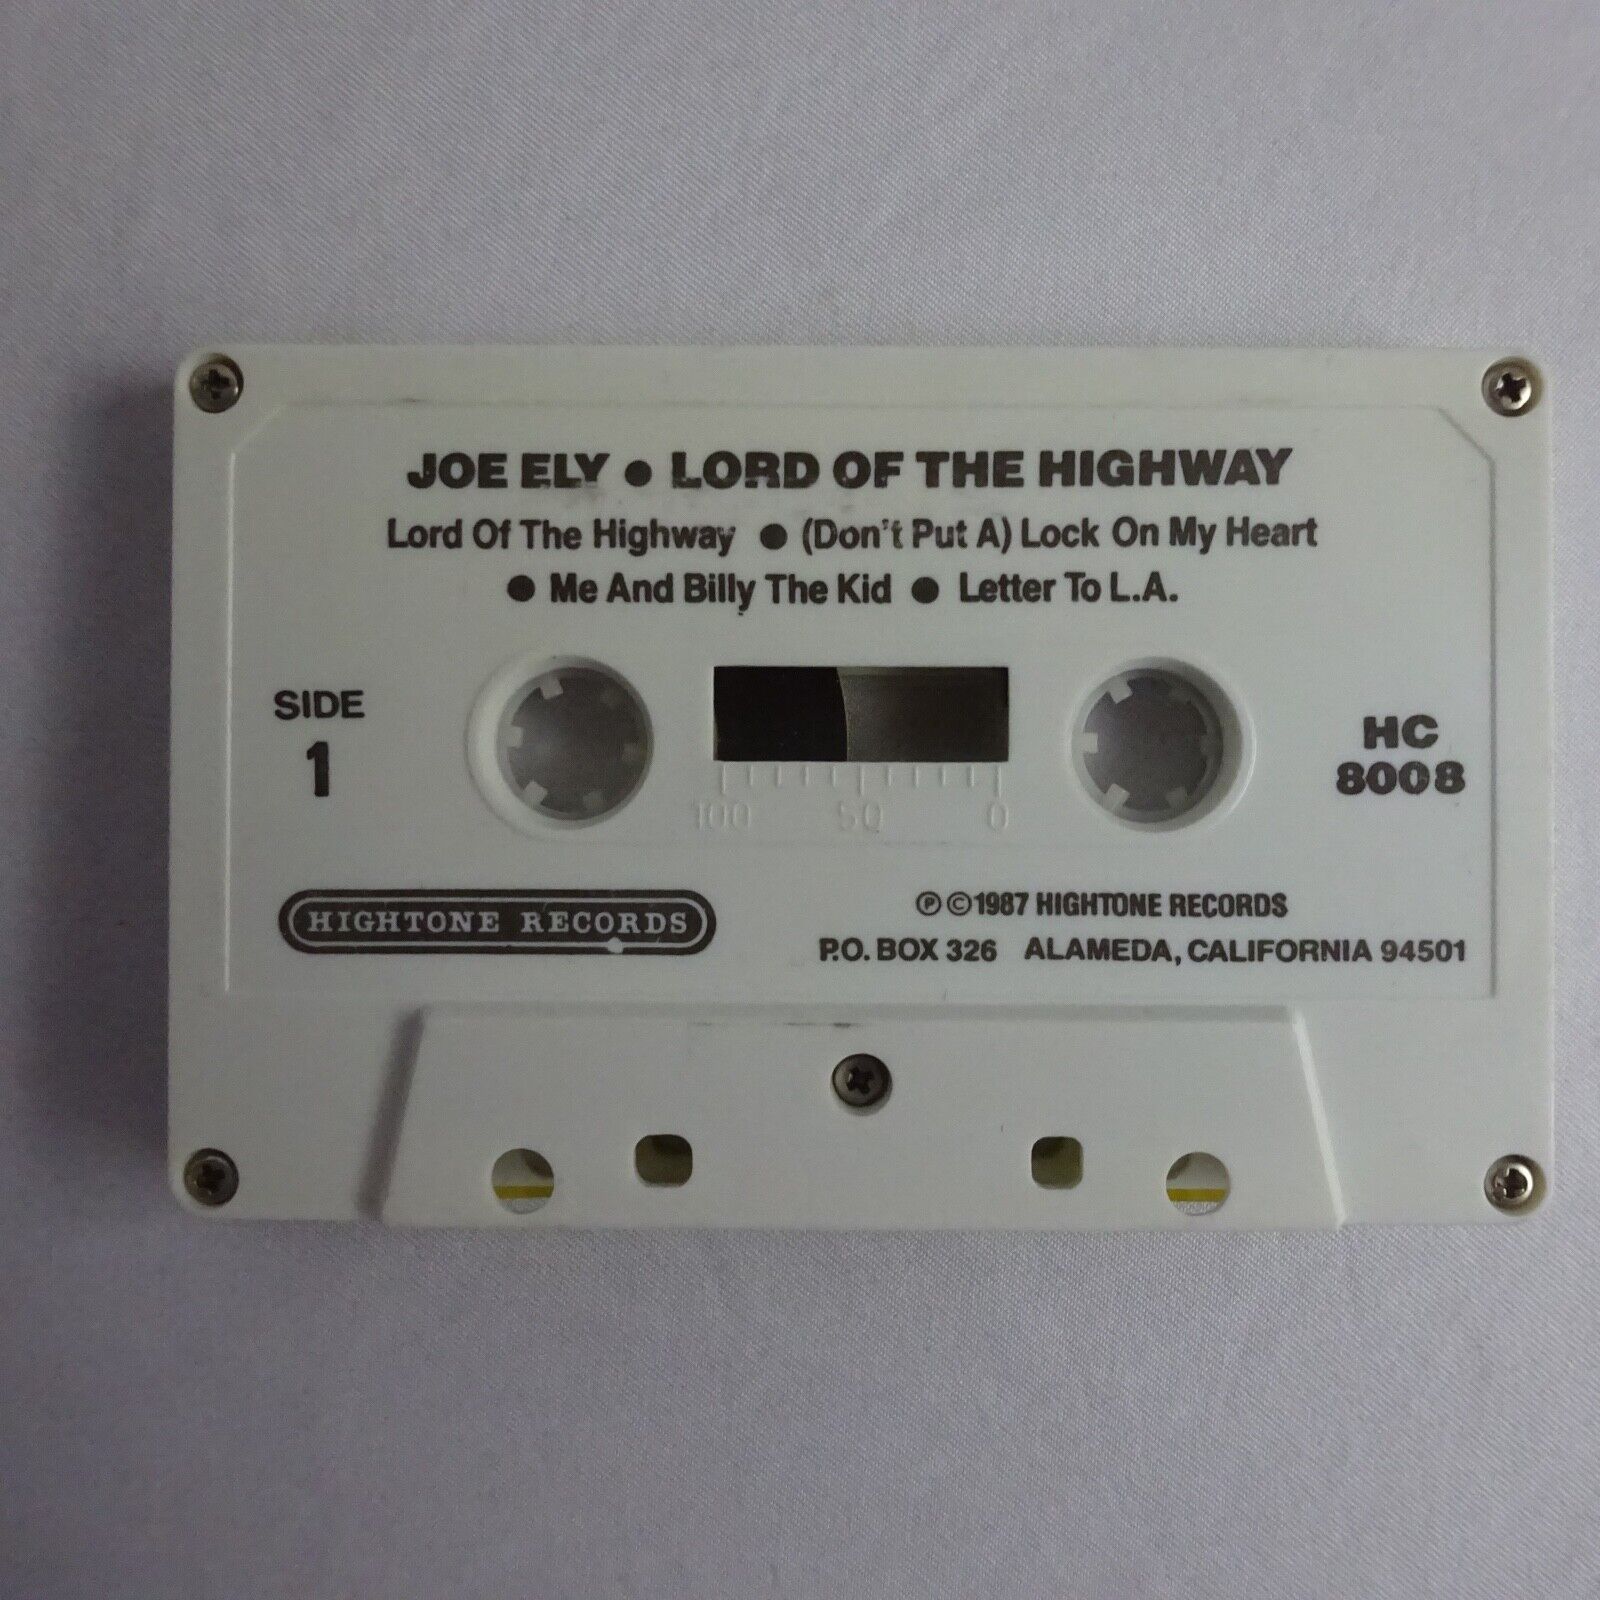 JOE ELY • LORD OF THE HIGHWAY
Lord Of The Highway • (Don't Put A) Lock On My Heart
• Me And Billy The Kid • Letter To L.A.
SIDE
1
HC
8008
100 50 0
HIGHTONE RECORDS
℗©1987 HIGHTONE RECORDS
P.O. BOX 326 ALAMEDA, CALIFORNIA 94501